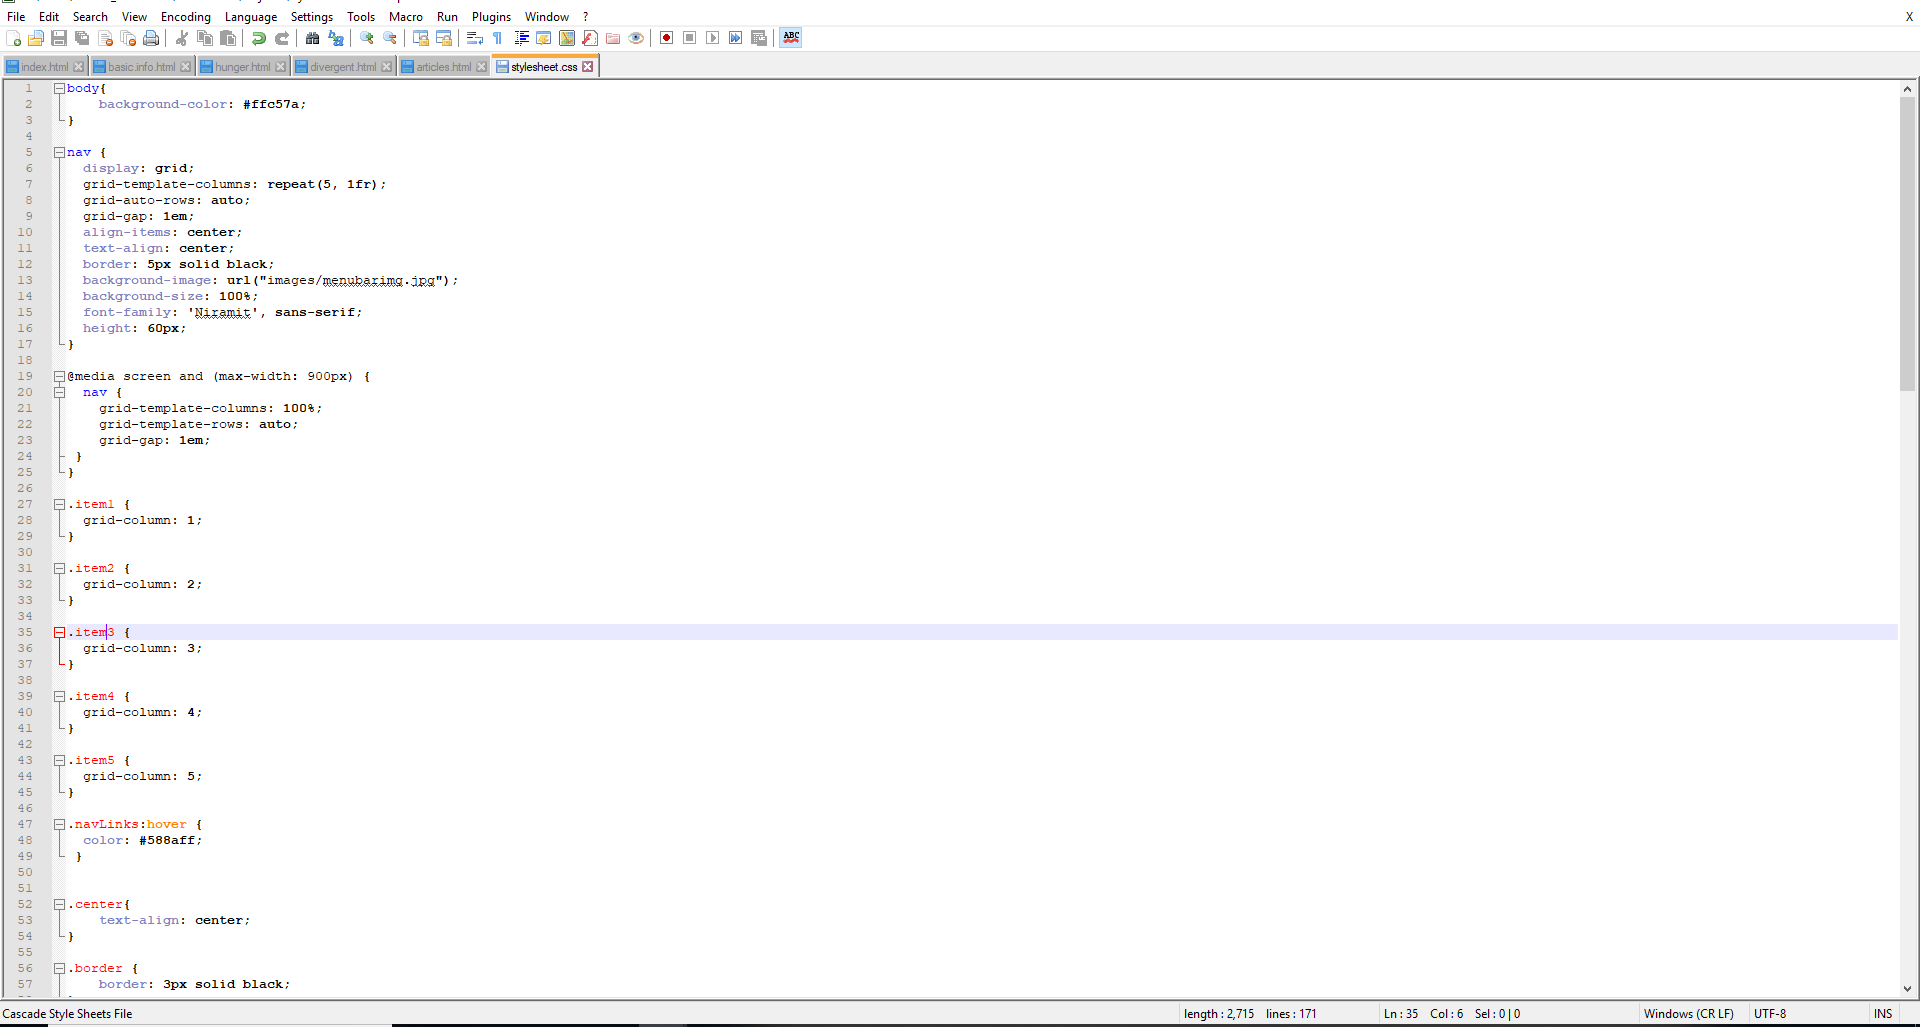 File Edit Search View Encoding Language Settings Tools Macro Run Plugins Window ? X
ABC
index.html basic.info.html hunger.html divergent.html articles.html stylesheet.css
1 body{
2 background-color: #ffc57a;
3 }
4
5 nav {
6 display: grid;
7 grid-template-columns: repeat(5, 1fr);
8 grid-auto-rows: auto;
9 grid-gap: 1em;
10 align-items: center;
11 text-align: center;
12 border: 5px solid black;
13 background-image: url("images/menubarimg.jpg");
14 background-size: 100%;
15 font-family: 'Niramit', sans-serif;
16 height: 60px;
17 }
18
19 @media screen and (max-width: 900px) {
20 nav {
21 grid-template-columns: 100%;
22 grid-template-rows: auto;
23 grid-gap: 1em;
24 }
25 }
26
27 .item1 {
28 grid-column: 1;
29 }
30
31 .item2 {
32 grid-column: 2;
33 }
34
35 .item3 {
36 grid-column: 3;
37 }
38
39 .item4 {
40 grid-column: 4;
41 }
42
43 .item5 {
44 grid-column: 5;
45 }
46
47 .navLinks:hover {
48 color: #588aff;
49 }
50
51
52 .center{
53 text-align: center;
54 }
55
56 .border {
57 border: 3px solid black;
Cascade Style Sheets File length : 2,715 lines : 171 Ln : 35 Col : 6 Sel : 0 | 0 Windows (CR LF) UTF-8 INS